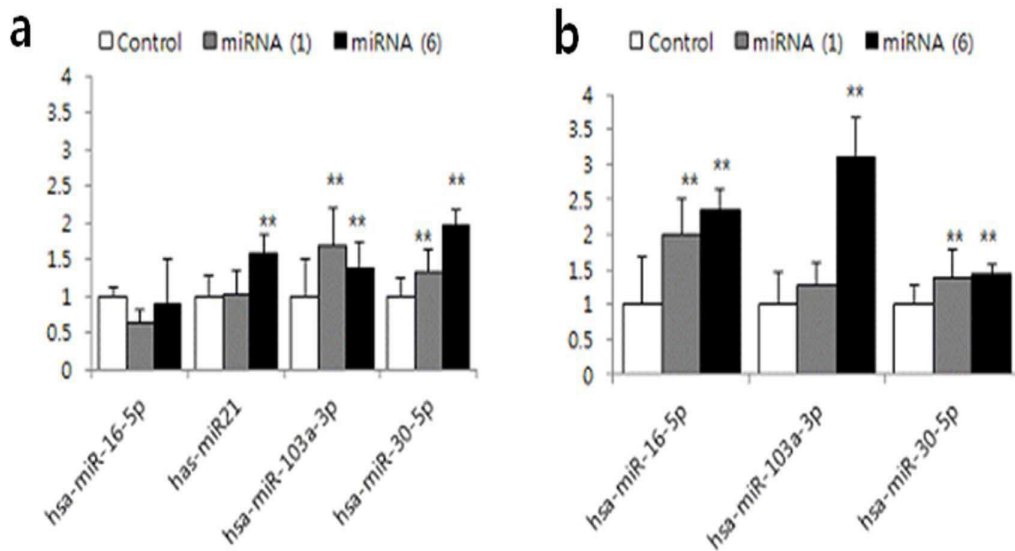 a
Control miRNA (1) miRNA (6)
4
3.5
3
2.5
2
1.5
1
0.5
0
**
**
**
**
**
hsa-miR-16-5p
has-miR21
hsa-miR-103a-3p
hsa-miR-30-5p
b
Control miRNA (1) miRNA (6)
4
3.5
3
2.5
2
1.5
1
0.5
0
**
**
**
**
**
hsa-miR-16-5p
hsa-miR-103a-3p
hsa-miR-30-5p